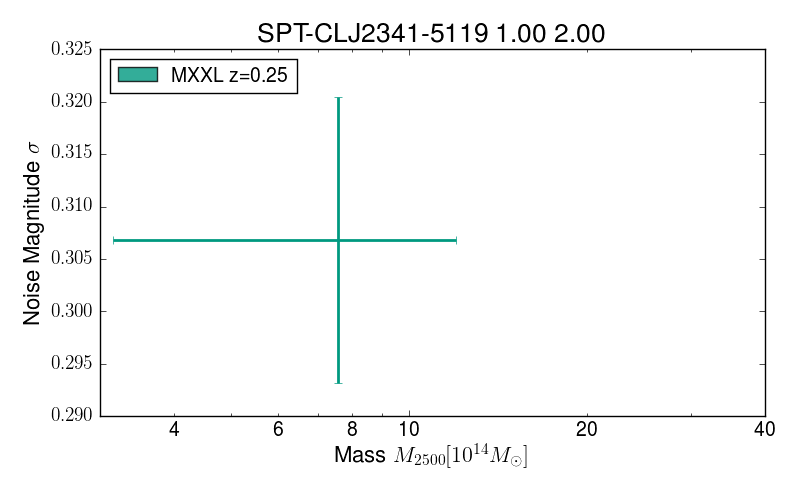 SPT-CLJ2341-5119 1.00 2.00
MXXL z=0.25
Noise Magnitude σ
0.325
0.320
0.315
0.310
0.305
0.300
0.295
0.290
4 6 8 10 20 40
Mass M_{2500}[10^{14}M_⊙]